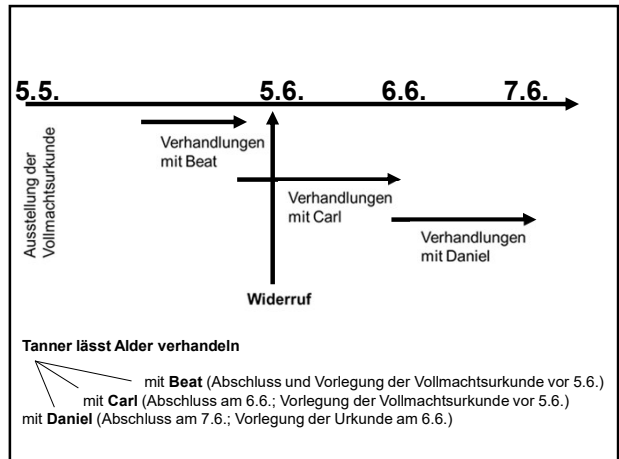 5.5. 5.6. 6.6. 7.6.
Ausstellung der
Vollmachtsurkunde
Verhandlungen
mit Beat
Verhandlungen
mit Carl
Verhandlungen
mit Daniel
Widerruf
Tanner lässt Alder verhandeln
mit Beat (Abschluss und Vorlegung der Vollmachtsurkunde vor 5.6.)
mit Carl (Abschluss am 6.6.; Vorlegung der Vollmachtsurkunde vor 5.6.)
mit Daniel (Abschluss am 7.6.; Vorlegung der Urkunde am 6.6.)